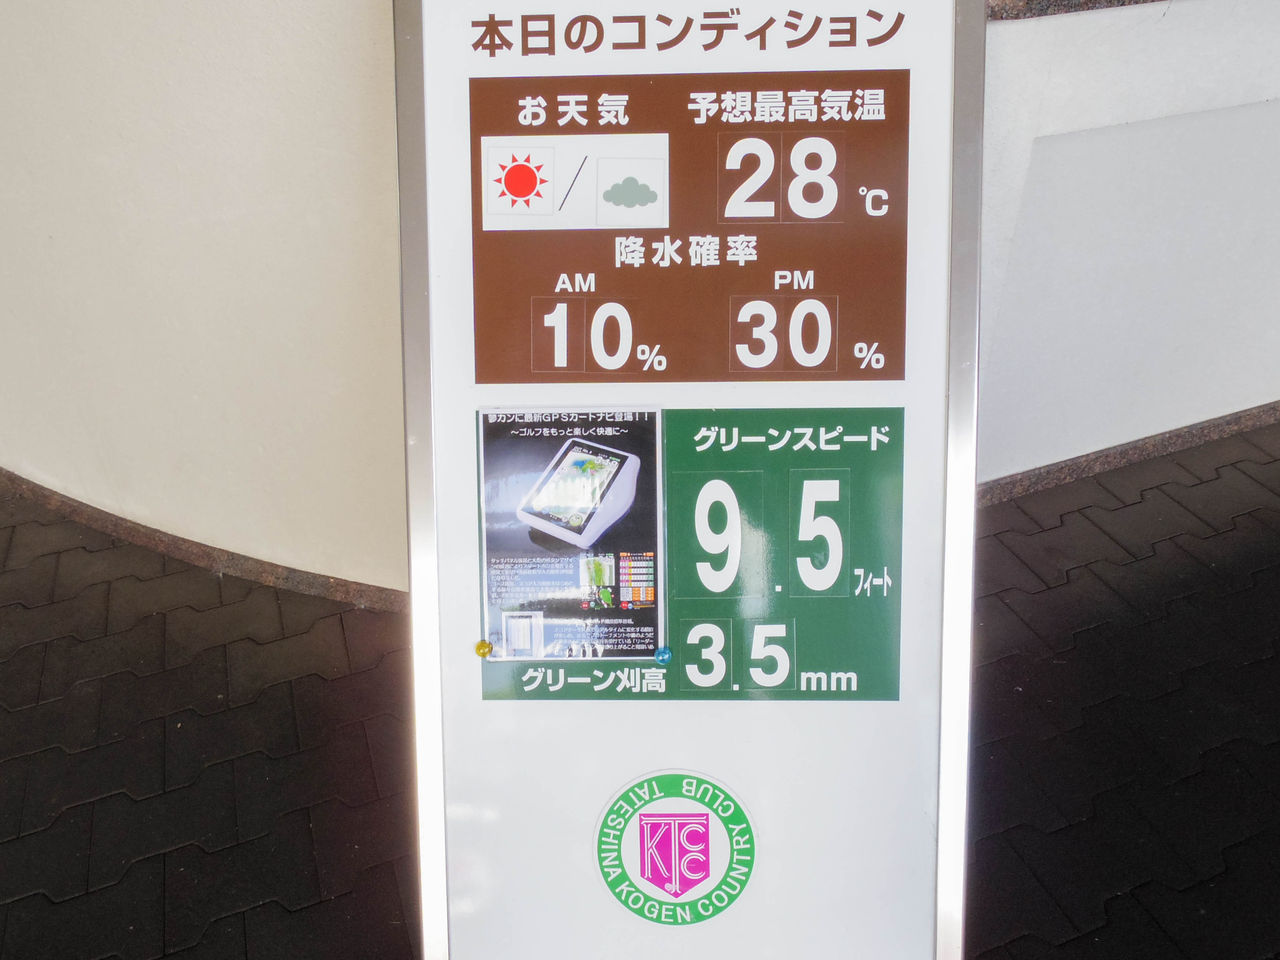 本日のコンディション
お天気
予想最高気温
28℃
降水確率
AM
PM
10%
30%
夢カンに最新GPSカートナビ登場！！
～ゴルフをもっと楽しく快適に～
グリーンスピード
9.5フィート
グリーン刈高
3.5mm
TATESHINA KOGEN COUNTRY CLUB
KTCC